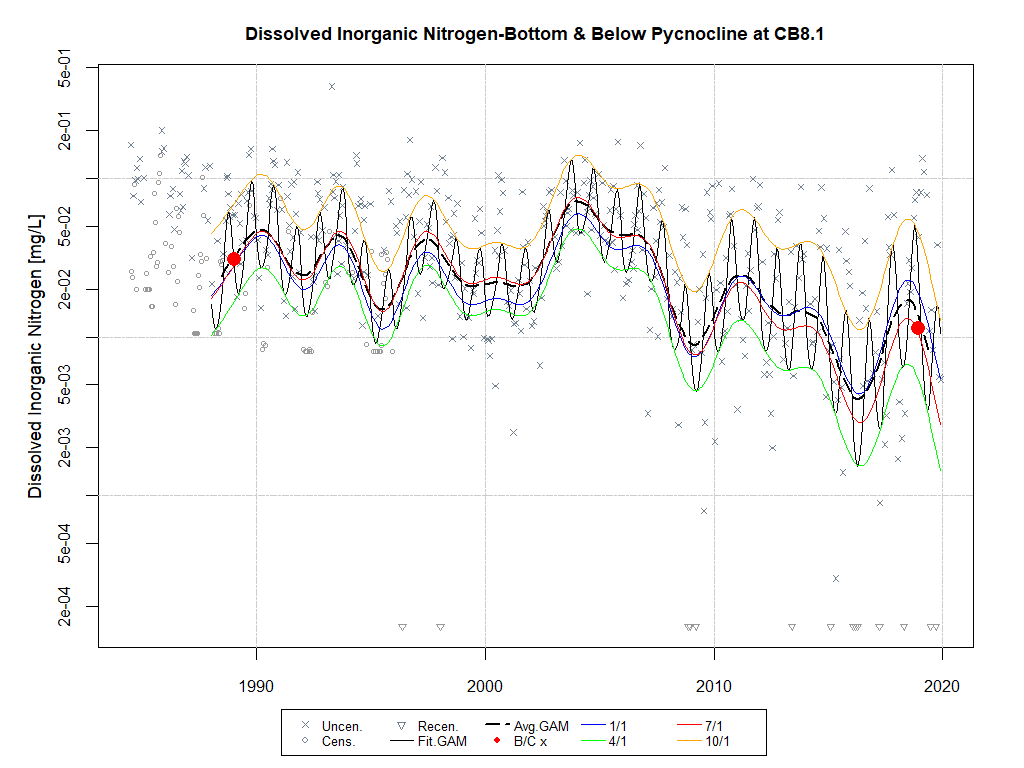 Dissolved Inorganic Nitrogen-Bottom & Below Pycnocline at CB8.1
Dissolved Inorganic Nitrogen [mg/L]
5e-01
2e-01
5e-02
2e-02
5e-03
2e-03
5e-04
2e-04
1990 2000 2010 2020
Uncen. Recen. Avg.GAM 1/1 7/1
Cens. Fit.GAM B/C x 4/1 10/1